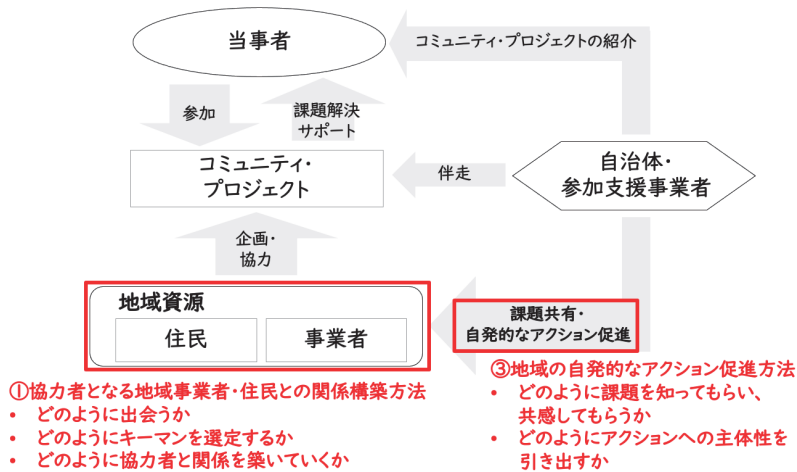 当事者
コミュニティ・プロジェクトの紹介
参加
課題解決
サポート
コミュニティ・
プロジェクト
伴走
自治体・
参加支援事業者
企画・
協力
地域資源
住民
事業者
課題共有・
自発的なアクション促進
①協力者となる地域事業者・住民との関係構築方法
• どのように出会うか
• どのようにキーマンを選定するか
• どのように協力者と関係を築いていくか
③地域の自発的なアクション促進方法
• どのように課題を知ってもらい、
共感してもらうか
• どのようにアクションへの主体性を
引き出すか